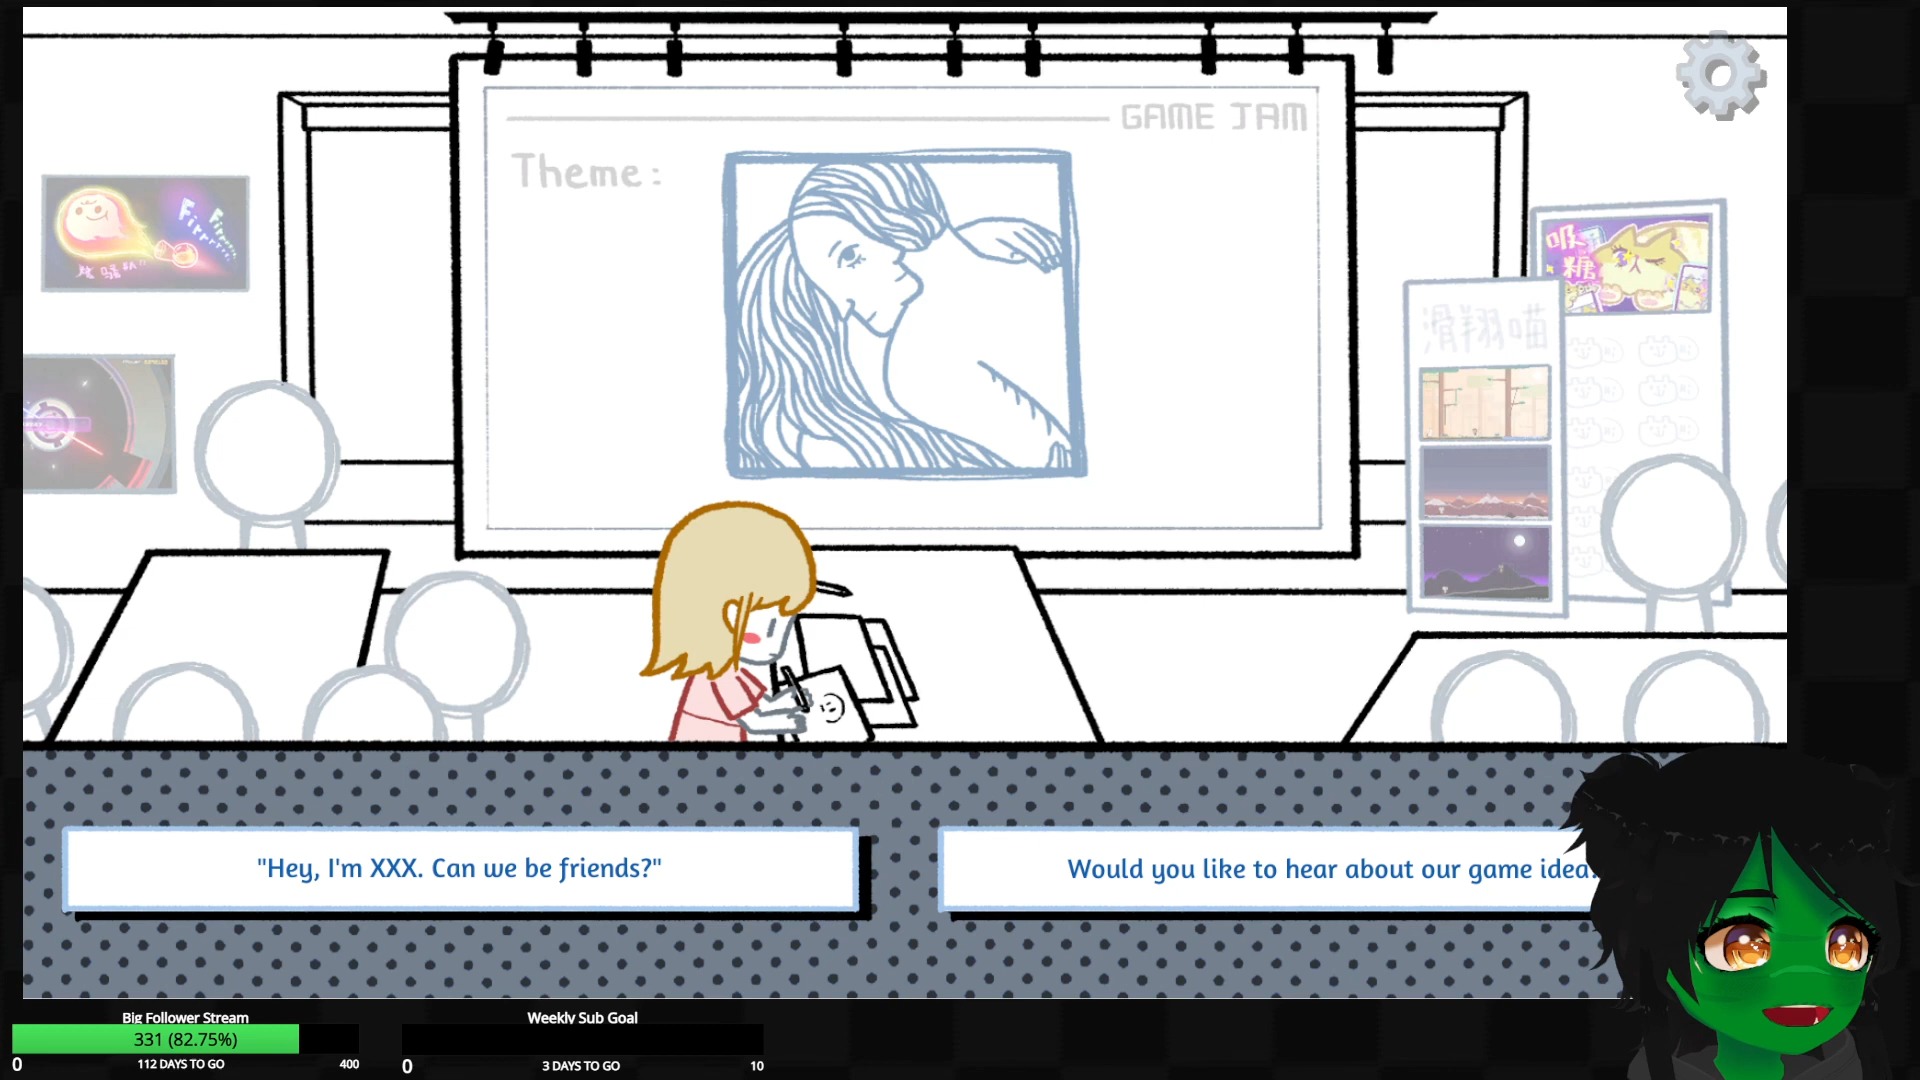 GAME JAM
Theme:
吸
糖
滑翔喵
"Hey, I'm XXX. Can we be friends?"
Would you like to hear about our game idea
Big Follower Stream
331 (82.75%)
0
112 DAYS TO GO
400
Weekly Sub Goal
0
3 DAYS TO GO
10